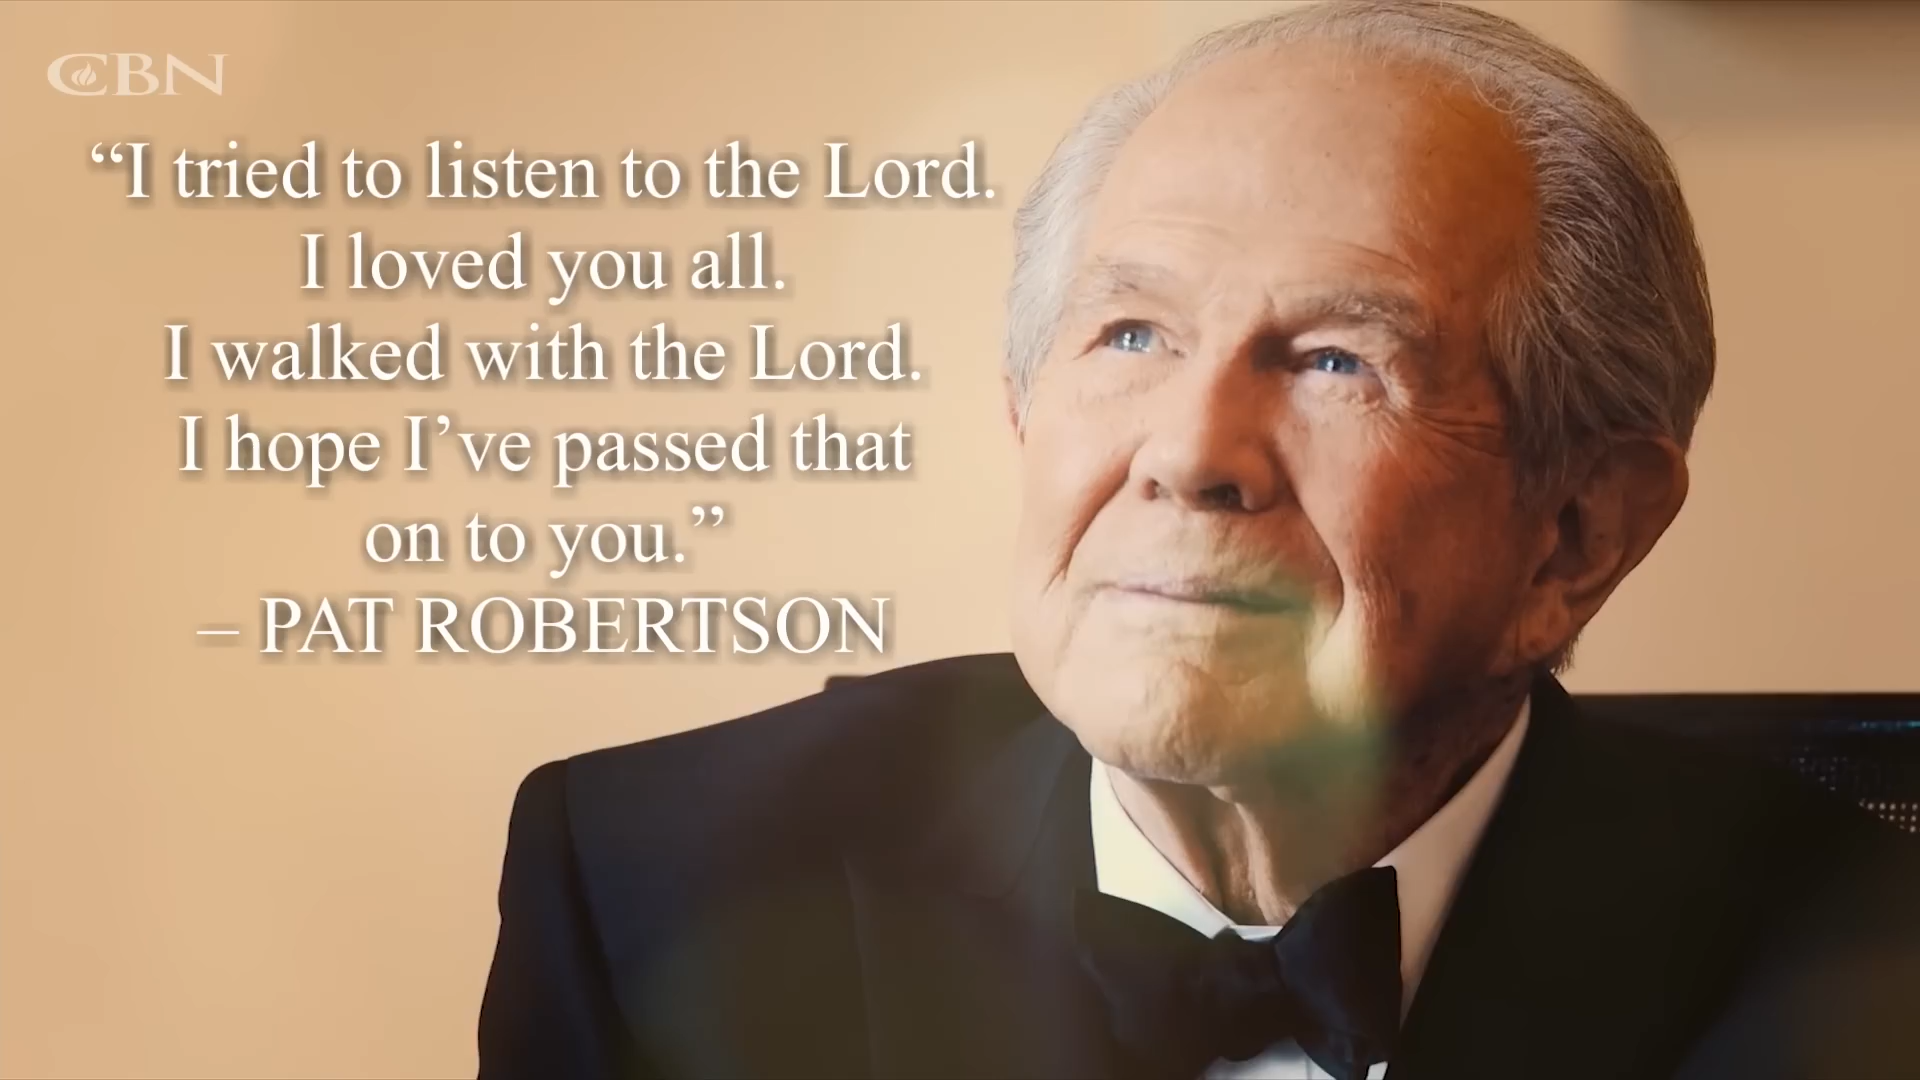 CBN
“I tried to listen to the Lord.
I loved you all.
I walked with the Lord.
I hope I’ve passed that
on to you.”
– PAT ROBERTSON